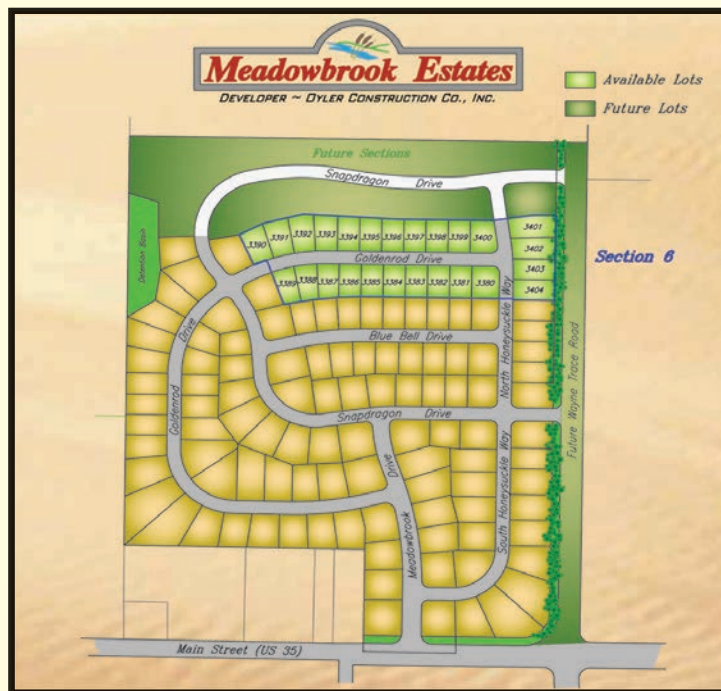 Meadowbrook Estates
DEVELOPER ~ OYLER CONSTRUCTION CO., INC.
Available Lots
Future Lots
Future Sections
Snapdragon Drive
Detention Basin
3390
3391
3392
3393
3394
3395
3396
3397
3398
3399
3400
3401
3402
3403
3404
Section 6
Goldenrod Drive
3389
3388
3387
3386
3385
3384
3383
3382
3381
3380
North Honeysuckle Way
Blue Bell Drive
Goldenrod Drive
Snapdragon Drive
Future Wayne Trace Road
Meadowbrook Drive
South Honeysuckle Way
Main Street (US 35)